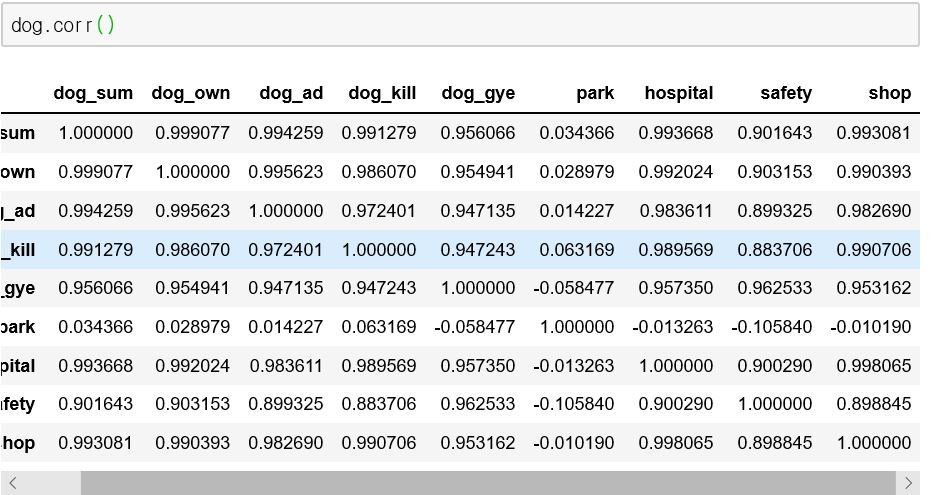 dog.corr()
dog_sum dog_own dog_ad dog_kill dog_gye park hospital safety shop
sum 1.000000 0.999077 0.994259 0.991279 0.956066 0.034366 0.993668 0.901643 0.993081
own 0.999077 1.000000 0.995623 0.986070 0.954941 0.028979 0.992024 0.903153 0.990393
_ad 0.994259 0.995623 1.000000 0.972401 0.947135 0.014227 0.983611 0.899325 0.982690
_kill 0.991279 0.986070 0.972401 1.000000 0.947243 0.063169 0.989569 0.883706 0.990706
_gye 0.956066 0.954941 0.947135 0.947243 1.000000 -0.058477 0.957350 0.962533 0.953162
park 0.034366 0.028979 0.014227 0.063169 -0.058477 1.000000 -0.013263 -0.105840 -0.010190
pital 0.993668 0.992024 0.983611 0.989569 0.957350 -0.013263 1.000000 0.900290 0.998065
fety 0.901643 0.903153 0.899325 0.883706 0.962533 -0.105840 0.900290 1.000000 0.898845
hop 0.993081 0.990393 0.982690 0.990706 0.953162 -0.010190 0.998065 0.898845 1.000000